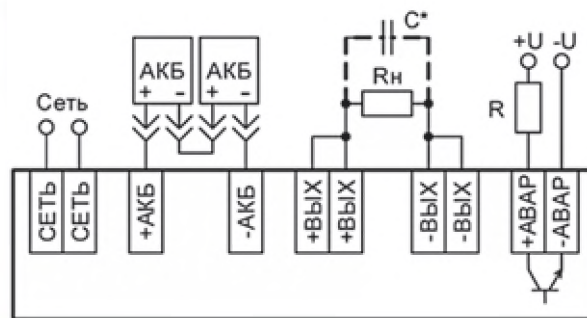 C*
+U -U
АКБ АКБ
+ - + -
Rн
Сеть
R
СЕТЬ
СЕТЬ
+АКБ
-АКБ
+ВЫХ
+ВЫХ
-ВЫХ
-ВЫХ
+АВАР
-АВАР